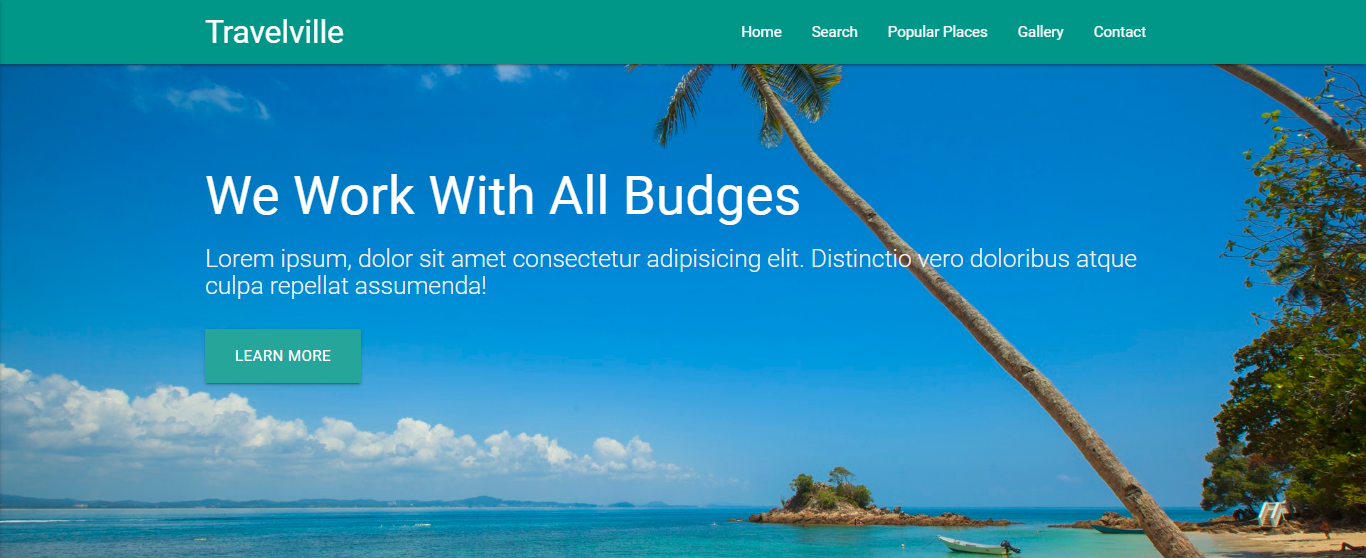 Travelville
Home Search Popular Places Gallery Contact
We Work With All Budges
Lorem ipsum, dolor sit amet consectetur adipisicing elit. Distinctio vero doloribus atque
culpa repellat assumenda!
LEARN MORE